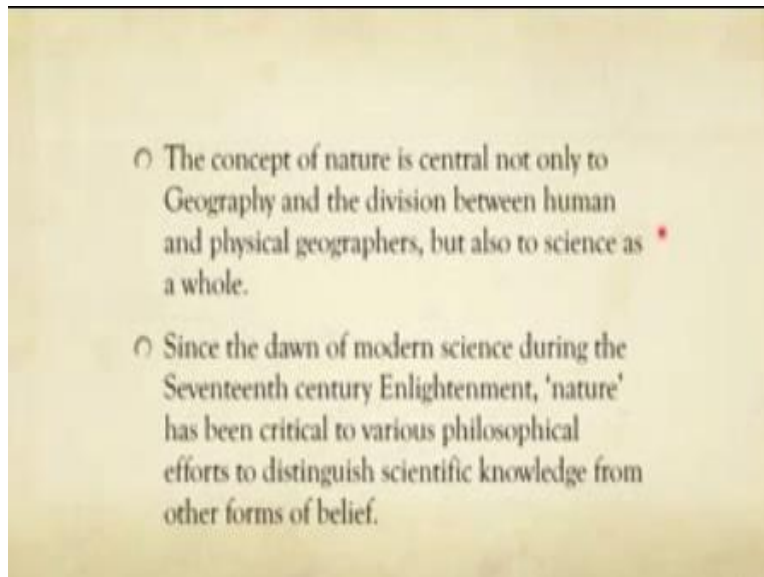 The concept of nature is central not only to
Geography and the division between human
and physical geographers, but also to science as
a whole.
Since the dawn of modern science during the
Seventeenth century Enlightenment, 'nature'
has been critical to various philosophical
efforts to distinguish scientific knowledge from
other forms of belief.